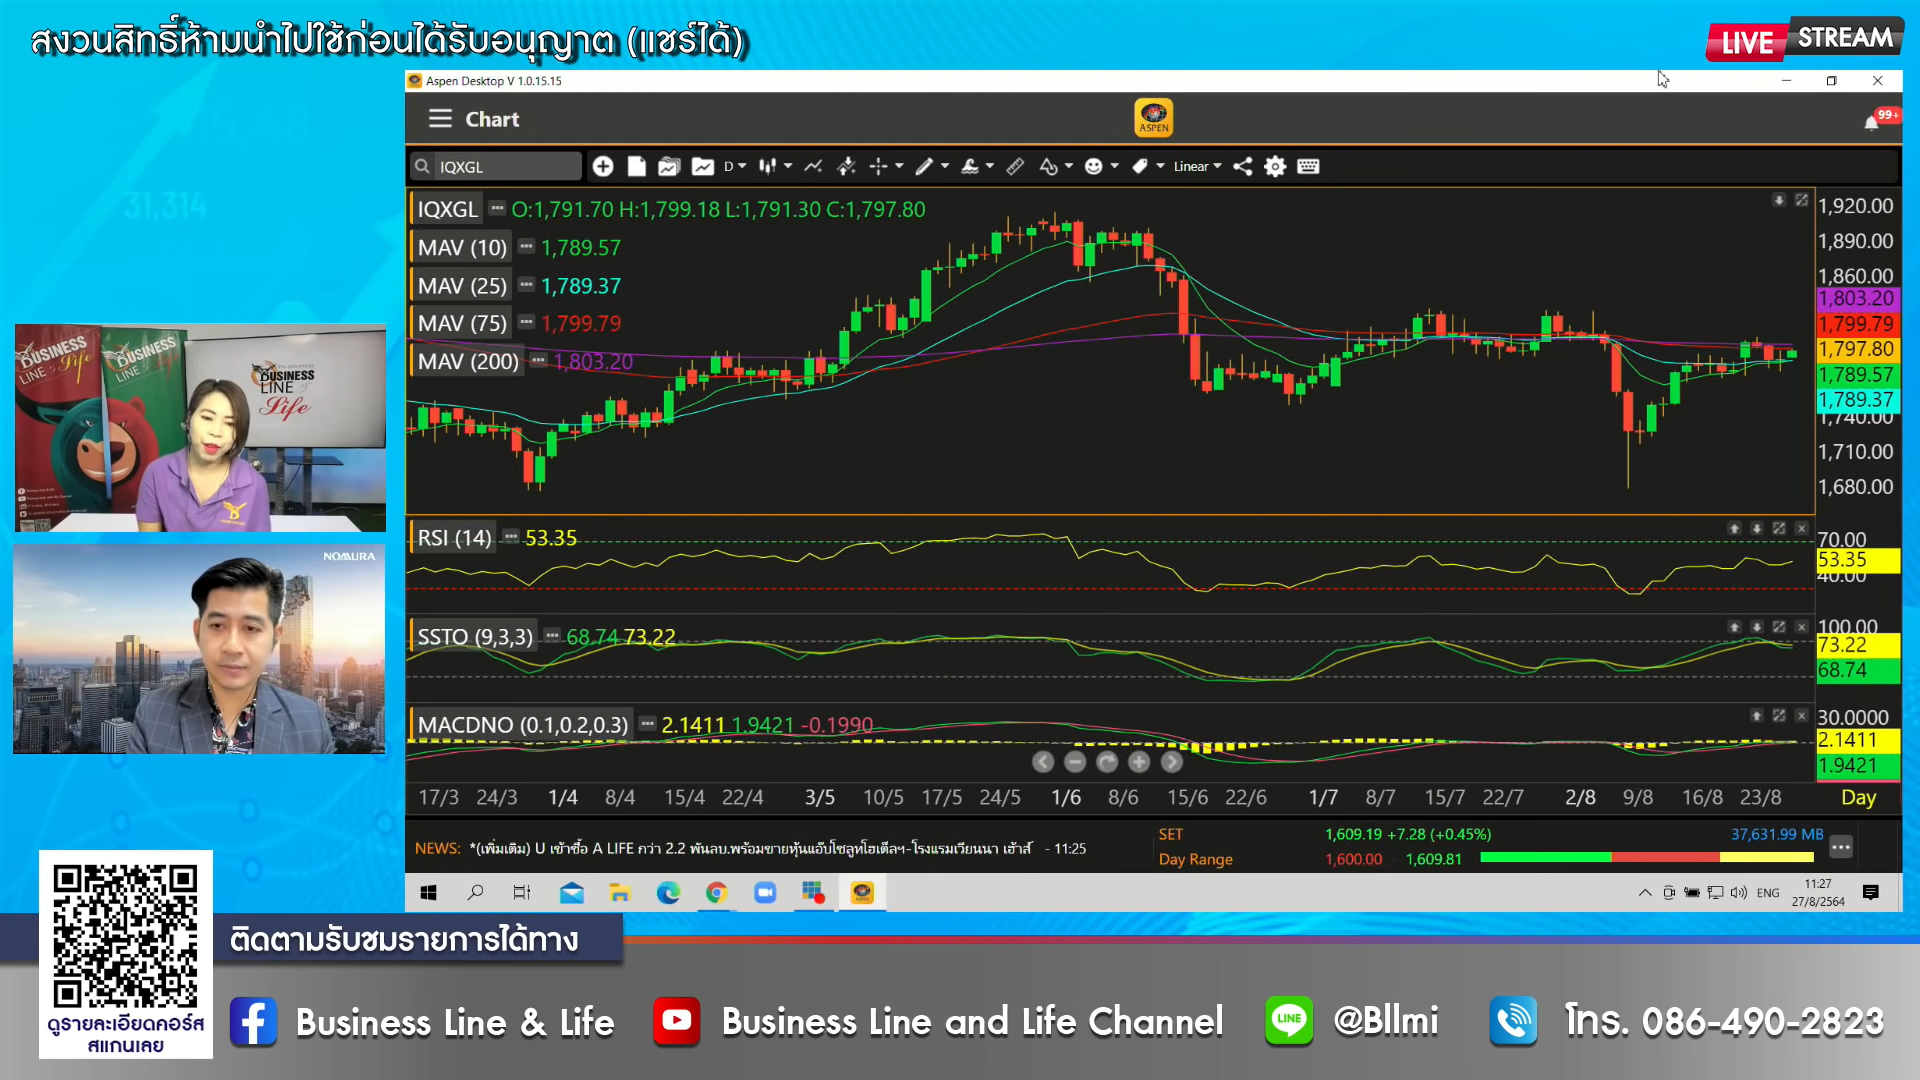 สงวนสิทธิ์ห้ามนำไปใช้ก่อนได้รับอนุญาต (แชร์ได้)
LIVE STREAM
Aspen Desktop V 1.0.15.15
Chart
ASPEN
99+
IQXGL
D
Linear
IQXGL O:1,791.70 H:1,799.18 L:1,791.30 C:1,797.80
MAV (10) 1,789.57
MAV (25) 1,789.37
MAV (75) 1,799.79
MAV (200) 1,803.20
1,920.00
1,890.00
1,860.00
1,803.20
1,799.79
1,797.80
1,789.57
1,789.37
1,740.00
1,710.00
1,680.00
RSI (14) 53.35
70.00
53.35
40.00
SSTO (9,3,3) 68.74 73.22
100.00
73.22
68.74
MACDNO (0.1,0.2,0.3) 2.1411 1.9421 -0.1990
30.0000
2.1411
1.9421
17/3 24/3 1/4 8/4 15/4 22/4 3/5 10/5 17/5 24/5 1/6 8/6 15/6 22/6 1/7 8/7 15/7 22/7 2/8 9/8 16/8 23/8 Day
NEWS: *(เพิ่มเติม) U เข้าซื้อ A LIFE กว่า 2.2 พันลบ.พร้อมขายหุ้นแอ๊บโซลูทโฮเต็ลฯ-โรงแรมเวียนนา เฮ้าส์ - 11:25
SET 1,609.19 +7.28 (+0.45%) 37,631.99 MB
Day Range 1,600.00 1,609.81
ENG
11:27
27/8/2564
BUSINESS
LINE & Life
BUSINESS
LINE & Life
BUSINESS
LINE &
Life
NOMURA
ติดตามรับชมรายการได้ทาง
ดูรายละเอียดคอร์ส
สแกนเลย
Business Line & Life
Business Line and Life Channel
LINE
@Bllmi
โทร. 086-490-2823